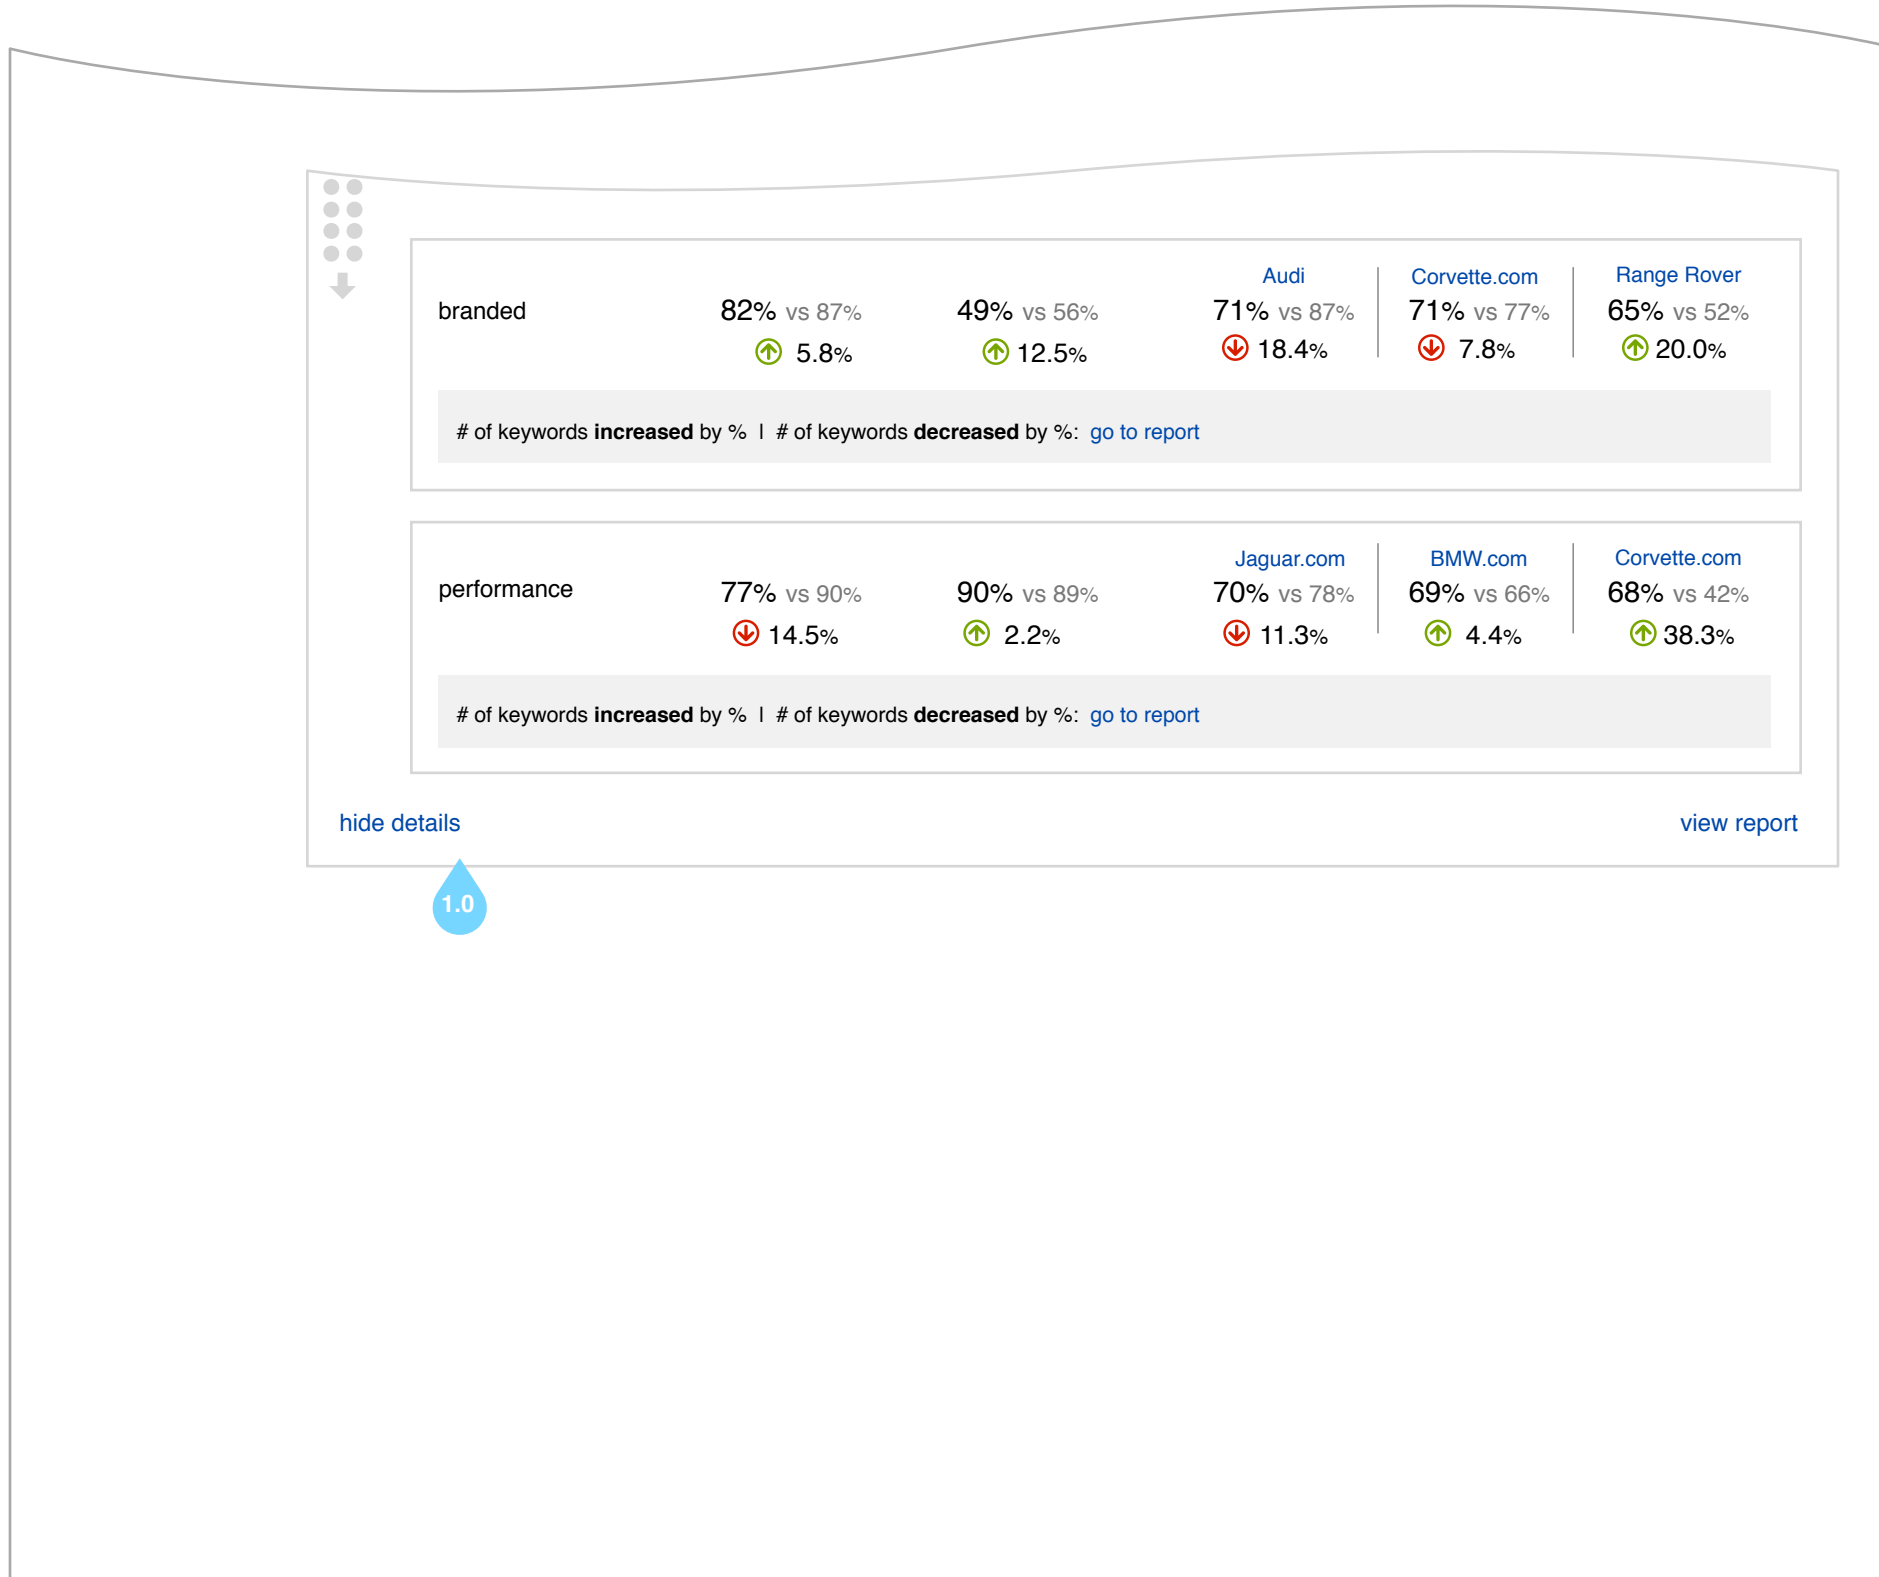 Audi Corvette.com Range Rover
branded 82% vs 87% 49% vs 56% 71% vs 87% 71% vs 77% 65% vs 52%
5.8% 12.5% 18.4% 7.8% 20.0%
# of keywords increased by % | # of keywords decreased by %: go to report
Jaguar.com BMW.com Corvette.com
performance 77% vs 90% 90% vs 89% 70% vs 78% 69% vs 66% 68% vs 42%
14.5% 2.2% 11.3% 4.4% 38.3%
# of keywords increased by % | # of keywords decreased by %: go to report
hide details view report
1.0